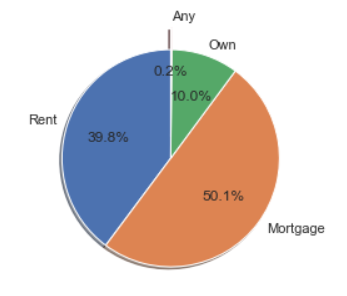 Any
Own
0.2%
10.0%
Rent
39.8%
50.1%
Mortgage